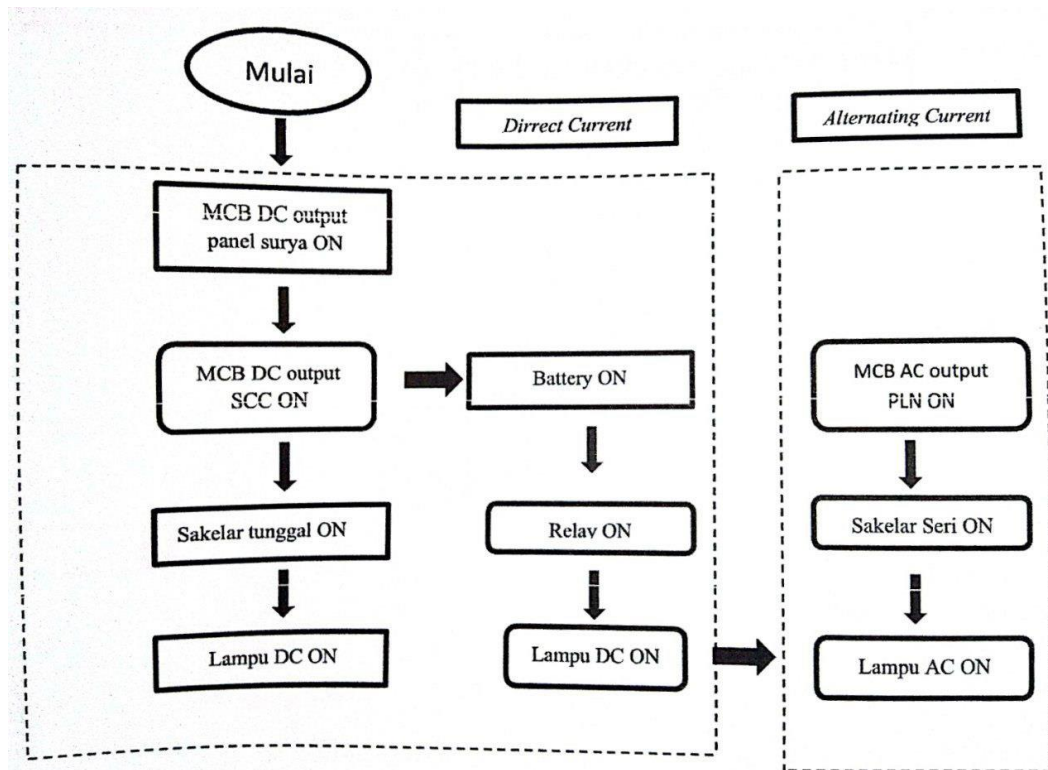 Mulai
Dirrect Current
Alternating Current
MCB DC output
panel surya ON
MCB DC output
SCC ON
Battery ON
MCB AC output
PLN ON
Sakelar tunggal ON
Relay ON
Sakelar Seri ON
Lampu DC ON
Lampu DC ON
Lampu AC ON